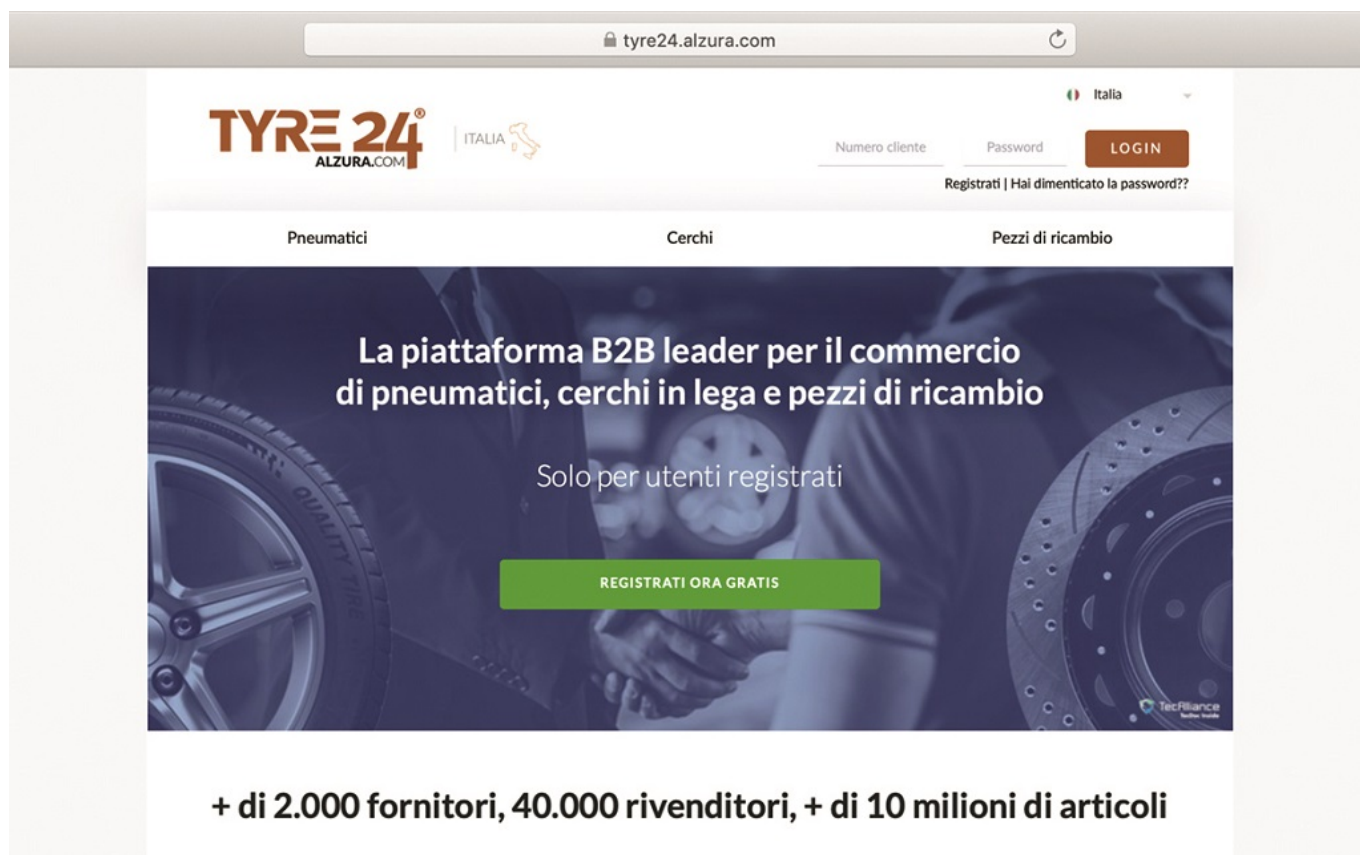 tyre24.alzura.com
Italia
TYRE 24®
ALZURA.COM
ITALIA
Numero cliente
Password
LOGIN
Registrati | Hai dimenticato la password??
Pneumatici
Cerchi
Pezzi di ricambio
La piattaforma B2B leader per il commercio
di pneumatici, cerchi in lega e pezzi di ricambio
Solo per utenti registrati
QUALITY TIRE
REGISTRATI ORA GRATIS
TecAlliance
TecDoc Inside
+ di 2.000 fornitori, 40.000 rivenditori, + di 10 milioni di articoli